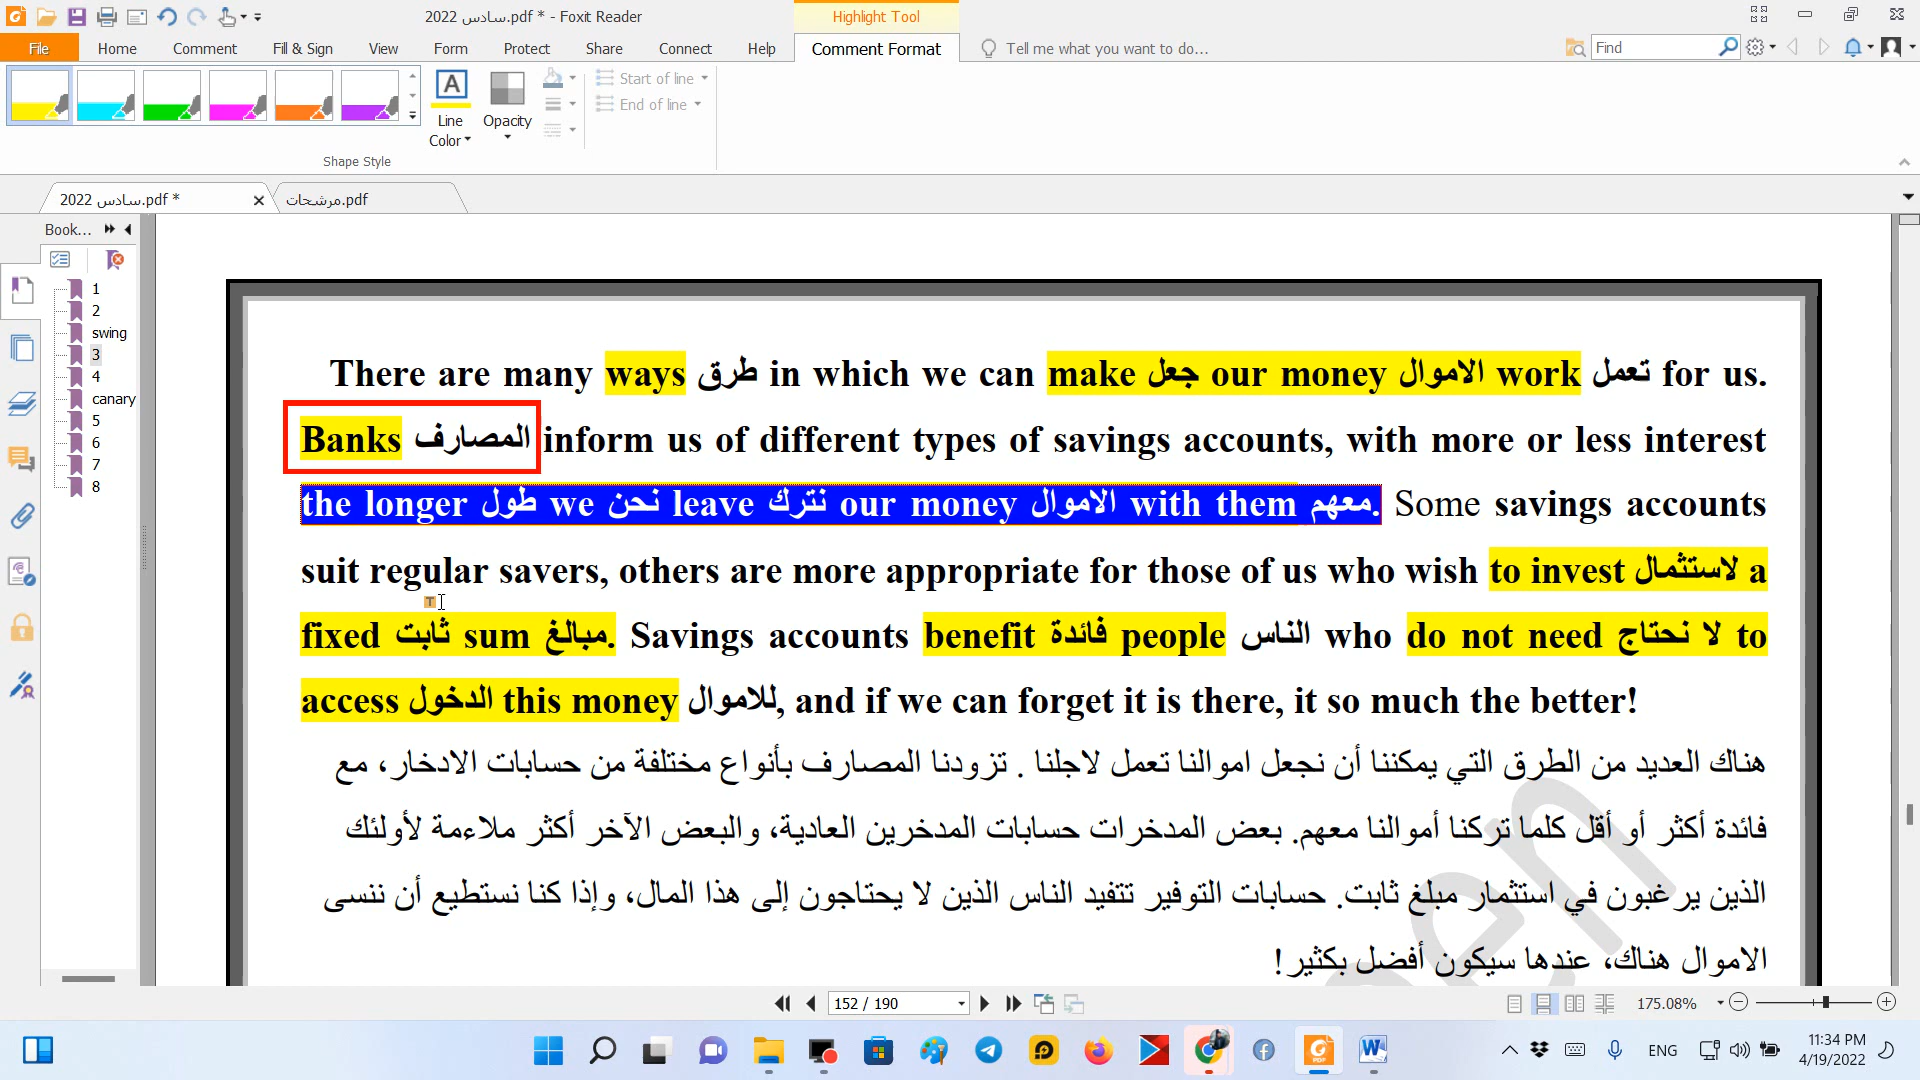 2022 سادس.pdf * - Foxit Reader
Highlight Tool
File Home Comment Fill & Sign View Form Protect Share Connect Help Comment Format Tell me what you want to do... Find
Start of line
End of line
Line Color
Opacity
Shape Style
2022 سادس.pdf *
مرشحات.pdf
Book...
1
2
swing
3
4
canary
5
6
7
8
There are many ways طرق in which we can make جعل our money الاموال work تعمل for us.
Banks المصارف inform us of different types of savings accounts, with more or less interest
the longer طول we نحن leave نترك our money الاموال with them معهم. Some savings accounts
suit regular savers, others are more appropriate for those of us who wish to invest لاستثمال a
fixed ثابت sum مبالغ. Savings accounts benefit فائدة people الناس who do not need لا نحتاج to
access الدخول this money للاموال, and if we can forget it is there, it so much the better!
هناك العديد من الطرق التي يمكننا أن نجعل اموالنا تعمل لاجلنا . تزودنا المصارف بأنواع مختلفة من حسابات الادخار، مع
فائدة أكثر أو أقل كلما تركنا أموالنا معهم. بعض المدخرات حسابات المدخرين العادية، والبعض الآخر أكثر ملاءمة لأولئك
الذين يرغبون في استثمار مبلغ ثابت. حسابات التوفير تتفيد الناس الذين لا يحتاجون إلى هذا المال، وإذا كنا نستطيع أن ننسى
الاموال هناك، عندها سيكون أفضل بكثير!
152 / 190
175.08%
ENG
11:34 PM
4/19/2022